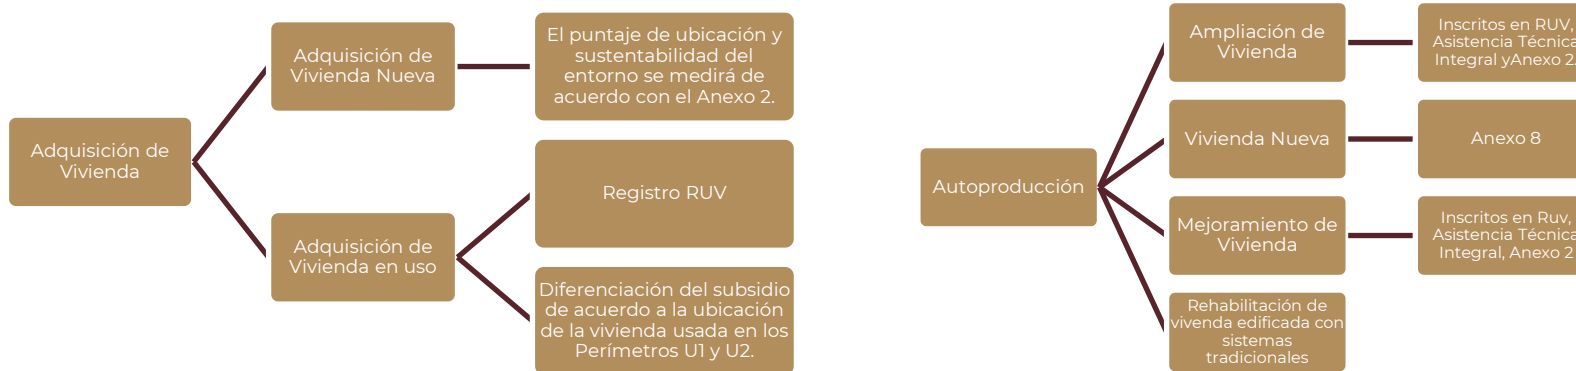 Adquisición de
Vivienda
Adquisición de
Vivienda Nueva
El puntaje de ubicación y
sustentabilidad del
entorno se medirá de
acuerdo con el Anexo 2.
Adquisición de
Vivienda en uso
Registro RUV
Diferenciación del subsidio
de acuerdo a la ubicación
de la vivienda usada en los
Perímetros U1 y U2.
Autoproducción
Ampliación de
Vivienda
Inscritos en RUV,
Asistencia Técnica
Integral yAnexo 2.
Vivienda Nueva
Anexo 8
Mejoramiento de
Vivienda
Inscritos en Ruv,
Asistencia Técnica
Integral, Anexo 2
Rehabilitación de
vivenda edificada con
sistemas
tradicionales